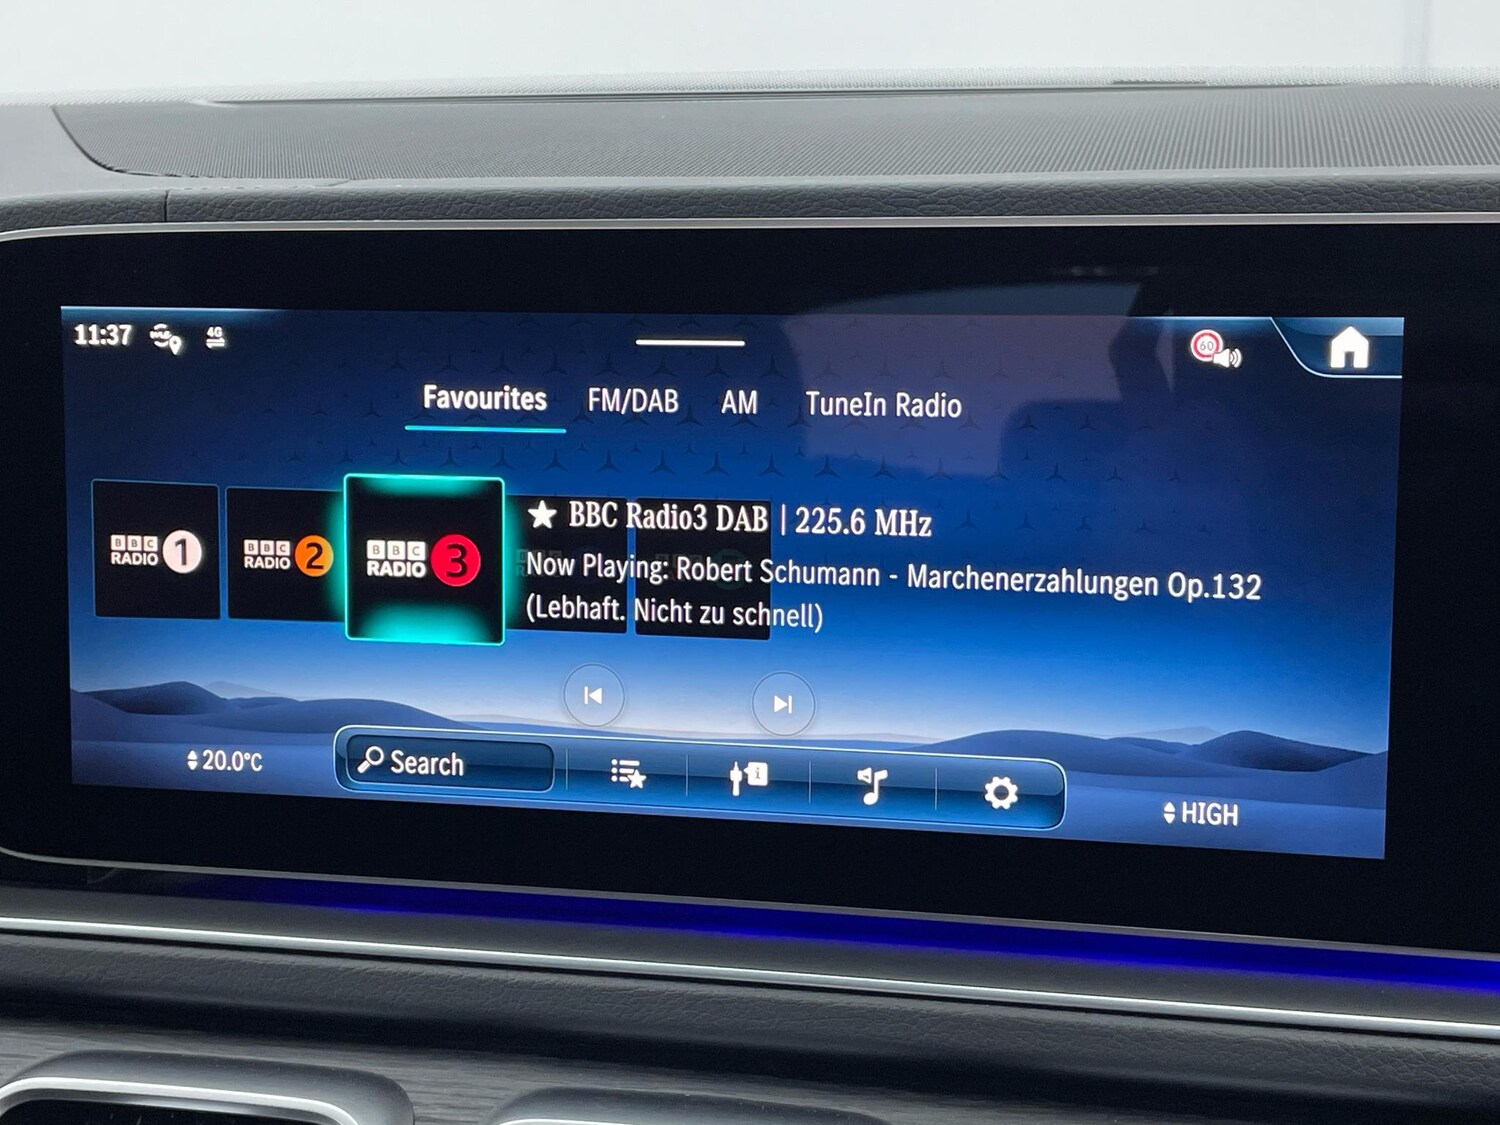 11:37
4G
60
Favourites FM/DAB AM TuneIn Radio
BBC RADIO 1
BBC RADIO 2
BBC RADIO 3
★ BBC Radio3 DAB | 225.6 MHz
Now Playing: Robert Schumann - Marchenerzahlungen Op.132
(Lebhaft. Nicht zu schnell)
20.0°C
Search
HIGH